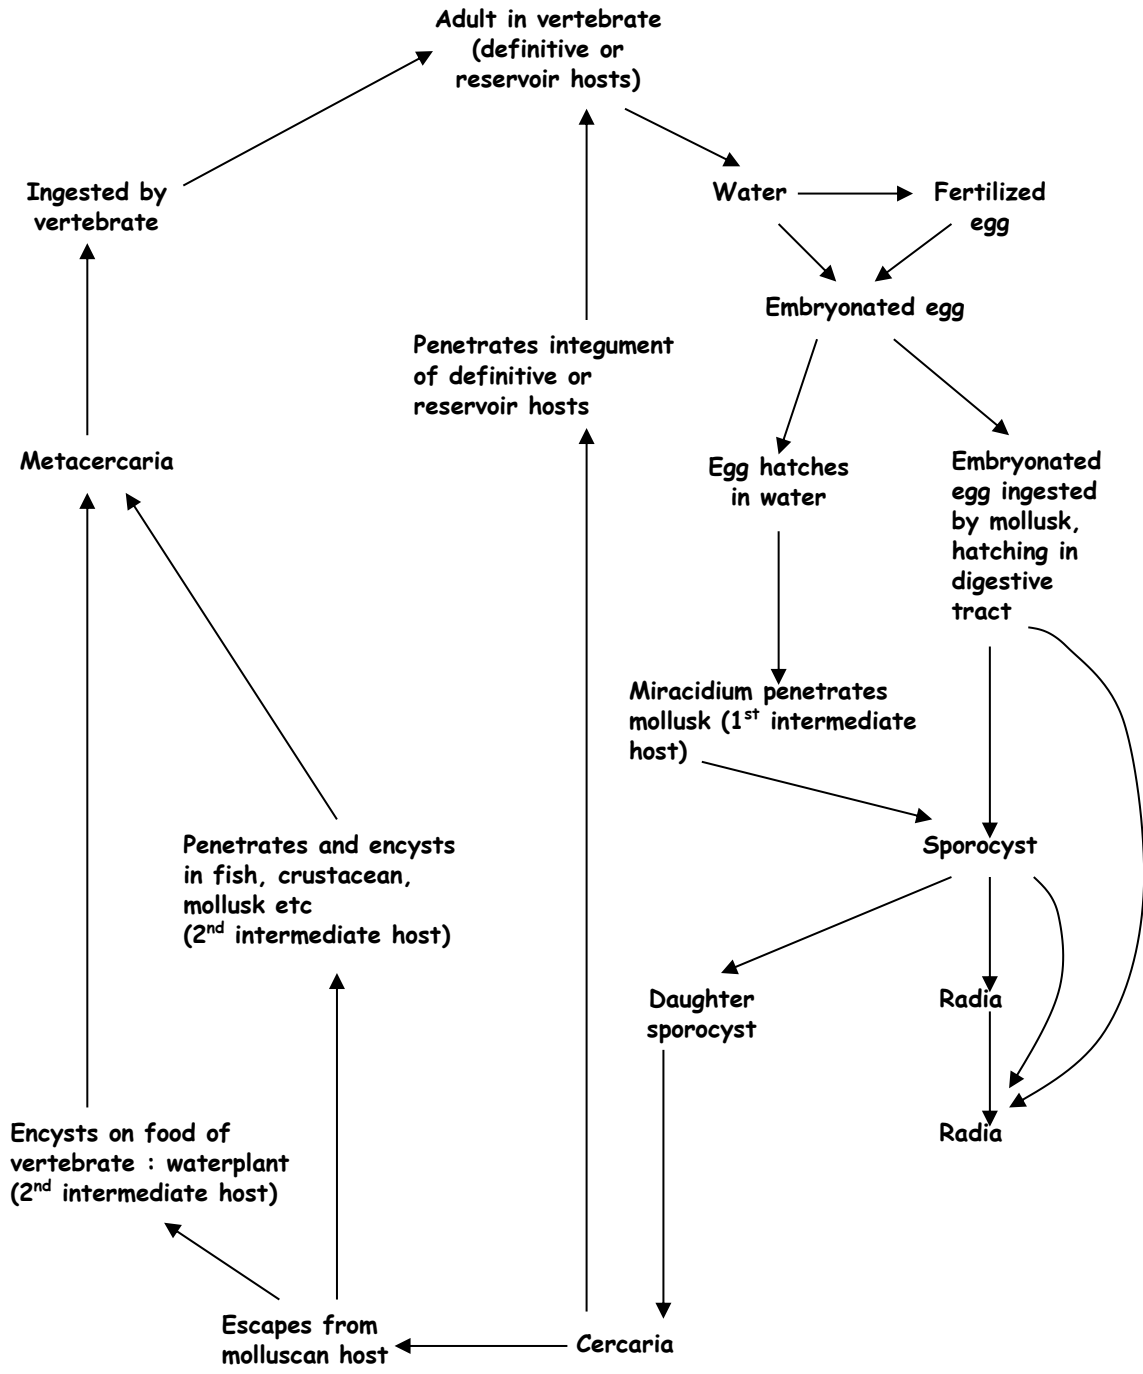 Adult in vertebrate
(definitive or
reservoir hosts)
Ingested by
vertebrate
Water
Fertilized
egg
Embryonated egg
Penetrates integument
of definitive or
reservoir hosts
Metacercaria
Egg hatches
in water
Embryonated
egg ingested
by mollusk,
hatching in
digestive
tract
Miracidium penetrates
mollusk (1st intermediate
host)
Penetrates and encysts
in fish, crustacean,
mollusk etc
(2nd intermediate host)
Sporocyst
Daughter
sporocyst
Radia
Radia
Encysts on food of
vertebrate : waterplant
(2nd intermediate host)
Escapes from
molluscan host
Cercaria